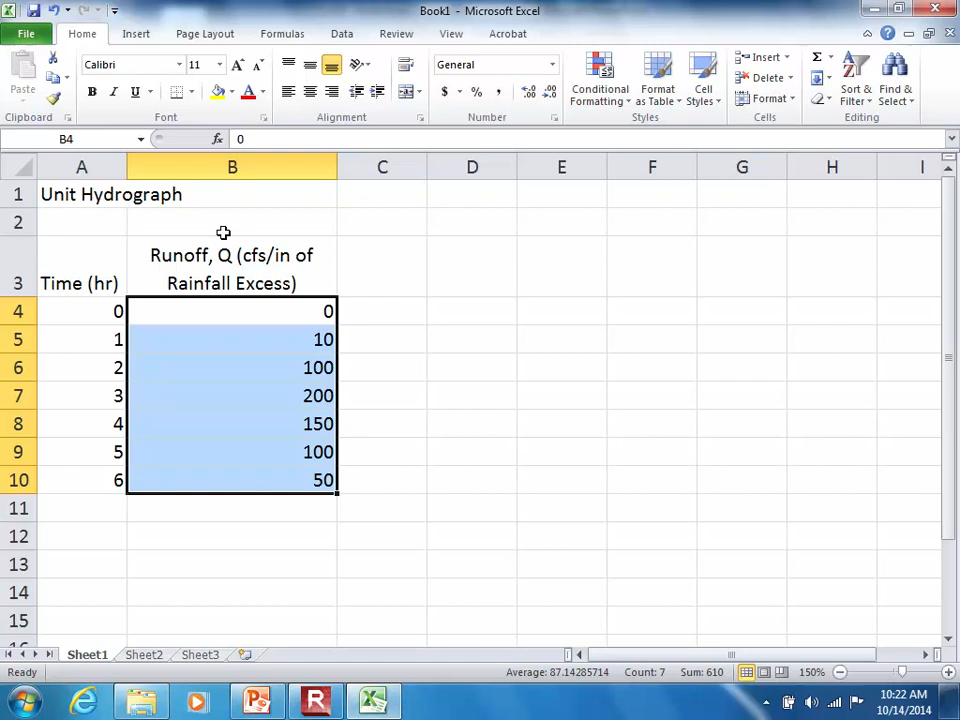 Book1 - Microsoft Excel
File Home Insert Page Layout Formulas Data Review View Acrobat
Paste
Clipboard
Calibri 11
B I U
Font
Alignment
General
$ % ,
Number
Conditional Formatting
Format as Table
Cell Styles
Styles
Insert
Delete
Format
Cells
Σ
Sort & Filter
Find & Select
Editing
B4 fx 0
A B C D E F G H I
1 Unit Hydrograph
2
3 Time (hr) Runoff, Q (cfs/in of Rainfall Excess)
4 0 0
5 1 10
6 2 100
7 3 200
8 4 150
9 5 100
10 6 50
11
12
13
14
15
16
Sheet1 Sheet2 Sheet3
Ready Average: 87.14285714 Count: 7 Sum: 610 150%
10:22 AM
10/14/2014